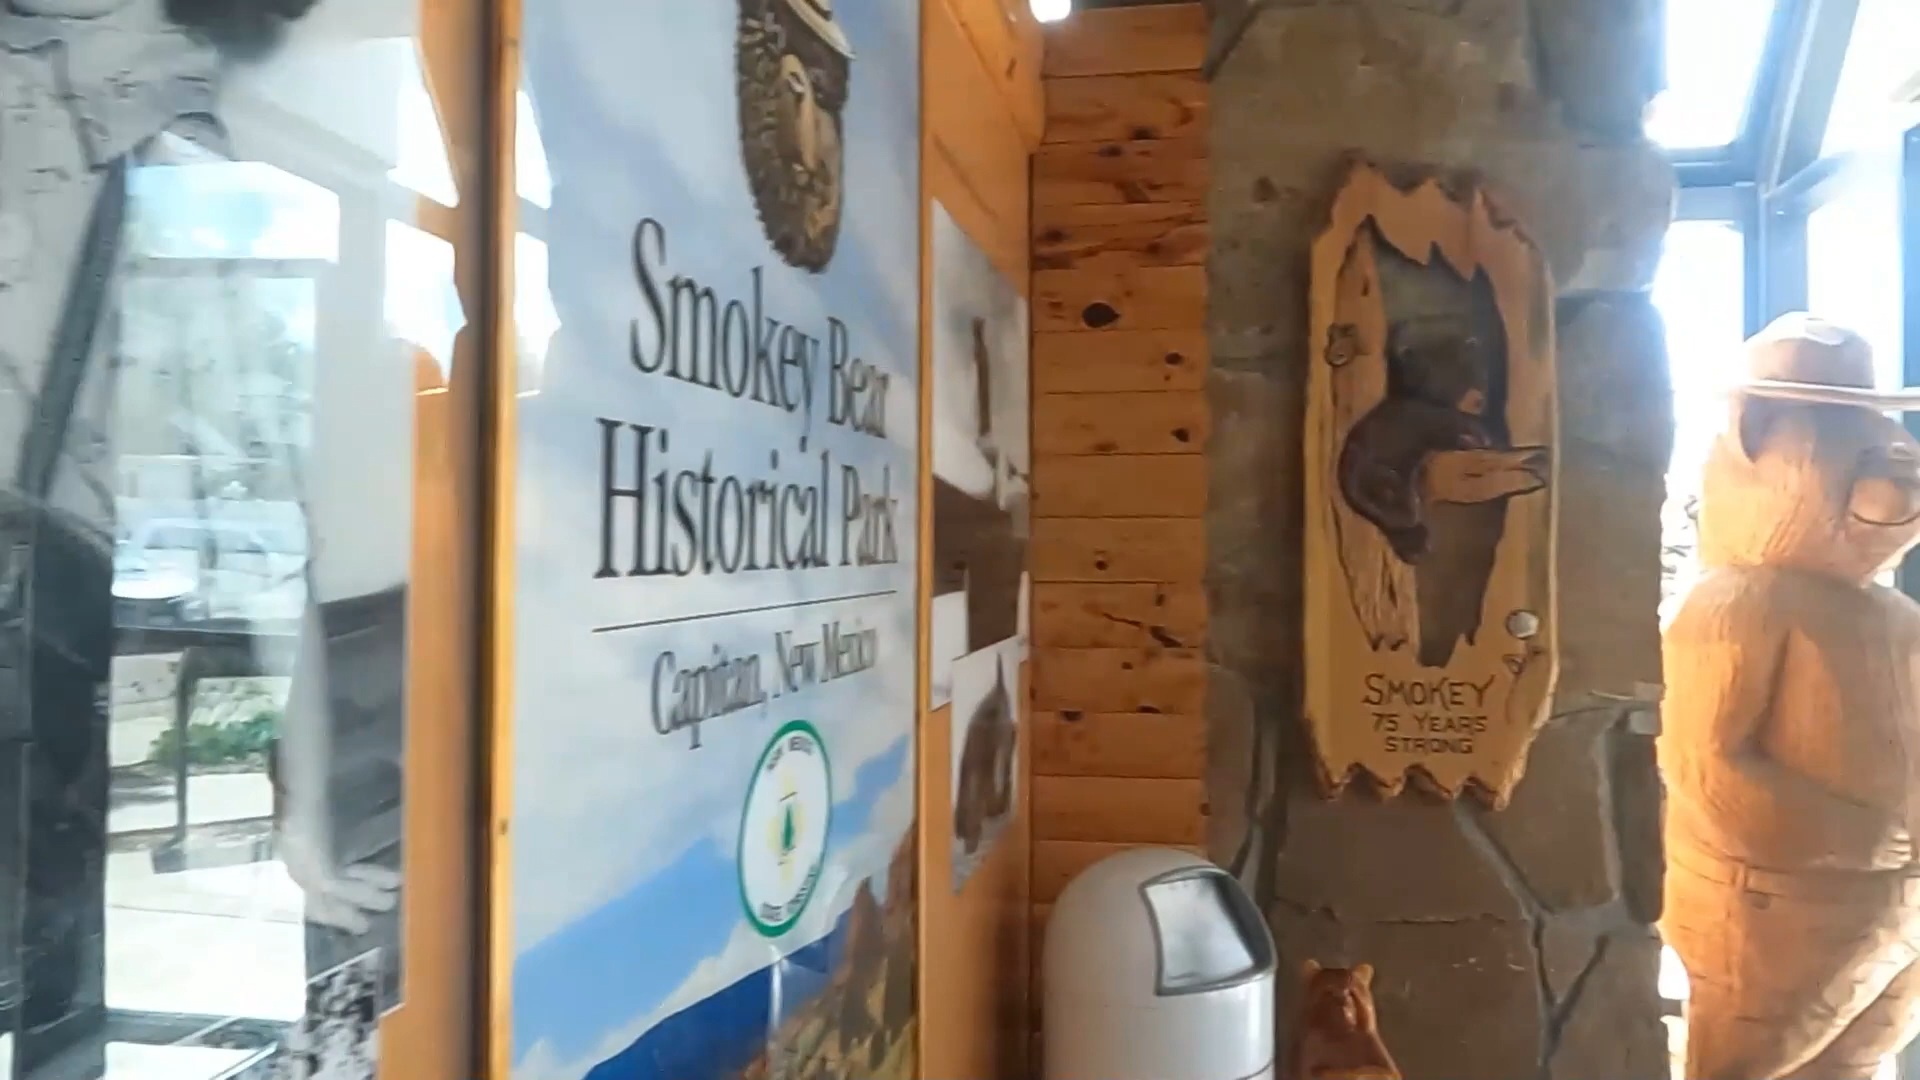 Smokey Bear
Historical Park
Capitan, New Mexico
SMOKEY
75 YEARS
STRONG